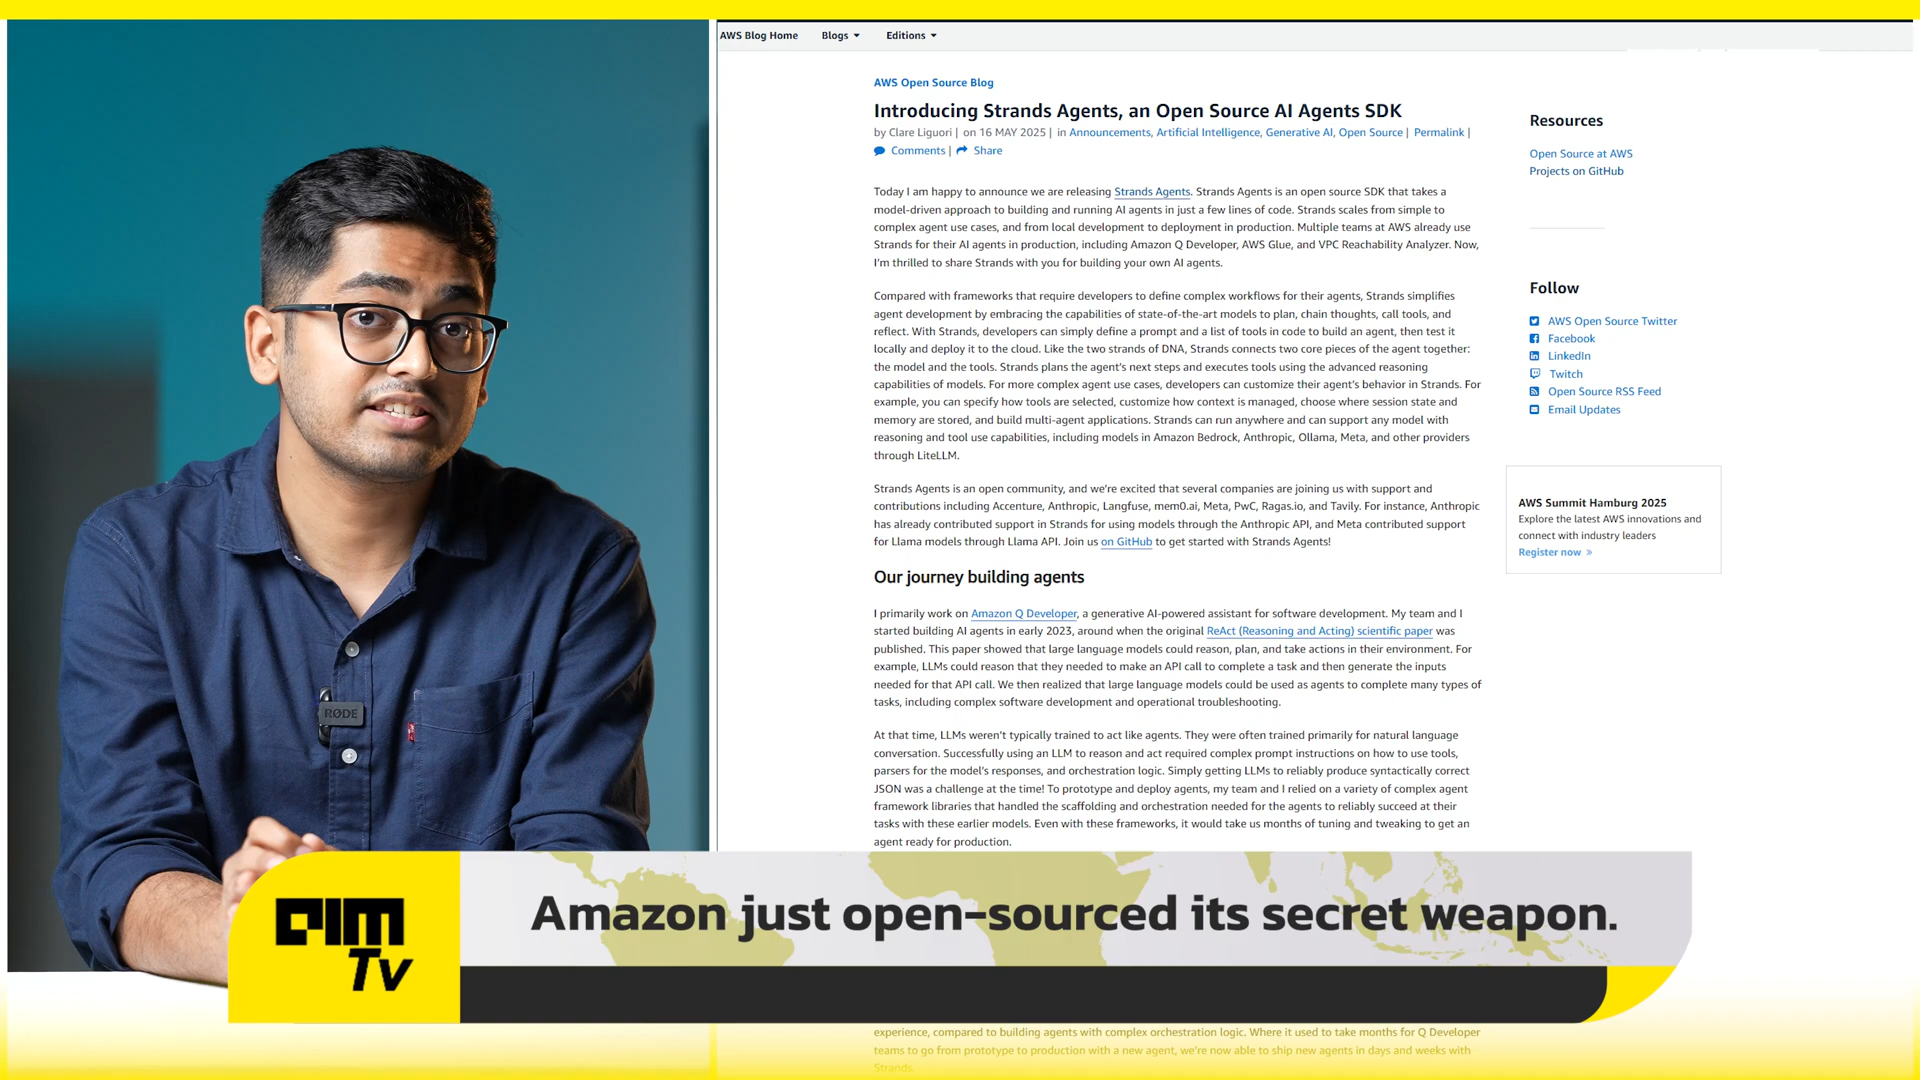 AWS Blog Home Blogs Editions
AWS Open Source Blog
Introducing Strands Agents, an Open Source AI Agents SDK
by Clare Liguori | on 16 MAY 2025 | in Announcements, Artificial Intelligence, Generative AI, Open Source | Permalink |
Comments | Share
Today I am happy to announce we are releasing Strands Agents. Strands Agents is an open source SDK that takes a
model-driven approach to building and running AI agents in just a few lines of code. Strands scales from simple to
complex agent use cases, and from local development to deployment in production. Multiple teams at AWS already use
Strands for their AI agents in production, including Amazon Q Developer, AWS Glue, and VPC Reachability Analyzer. Now,
I'm thrilled to share Strands with you for building your own AI agents.
Compared with frameworks that require developers to define complex workflows for their agents, Strands simplifies
agent development by embracing the capabilities of state-of-the-art models to plan, chain thoughts, call tools, and
reflect. With Strands, developers can simply define a prompt and a list of tools in code to build an agent, then test it
locally and deploy it to the cloud. Like the two strands of DNA, Strands connects two core pieces of the agent together:
the model and the tools. Strands plans the agent's next steps and executes tools using the advanced reasoning
capabilities of models. For more complex agent use cases, developers can customize their agent's behavior in Strands. For
example, you can specify how tools are selected, customize how context is managed, choose where session state and
memory are stored, and build multi-agent applications. Strands can run anywhere and can support any model with
reasoning and tool use capabilities, including models in Amazon Bedrock, Anthropic, Ollama, Meta, and other providers
through LiteLLM.
Strands Agents is an open community, and we're excited that several companies are joining us with support and
contributions including Accenture, Anthropic, Langfuse, mem0.ai, Meta, PwC, Ragas.io, and Tavily. For instance, Anthropic
has already contributed support in Strands for using models through the Anthropic API, and Meta contributed support
for Llama models through Llama API. Join us on GitHub to get started with Strands Agents!
Our journey building agents
I primarily work on Amazon Q Developer, a generative AI-powered assistant for software development. My team and I
started building AI agents in early 2023, around when the original ReAct (Reasoning and Acting) scientific paper was
published. This paper showed that large language models could reason, plan, and take actions in their environment. For
example, LLMs could reason that they needed to make an API call to complete a task and then generate the inputs
needed for that API call. We then realized that large language models could be used as agents to complete many types of
tasks, including complex software development and operational troubleshooting.
At that time, LLMs weren't typically trained to act like agents. They were often trained primarily for natural language
conversation. Successfully using an LLM to reason and act required complex prompt instructions on how to use tools,
parsers for the model's responses, and orchestration logic. Simply getting LLMs to reliably produce syntactically correct
JSON was a challenge at the time! To prototype and deploy agents, my team and I relied on a variety of complex agent
framework libraries that handled the scaffolding and orchestration needed for the agents to reliably succeed at their
tasks with these earlier models. Even with these frameworks, it would take us months of tuning and tweaking to get an
agent ready for production.
experience, compared to building agents with complex orchestration logic. Where it used to take months for Q Developer
teams to go from prototype to production with a new agent, we're now able to ship new agents in days and weeks with
Strands.
Resources
Open Source at AWS
Projects on GitHub
Follow
AWS Open Source Twitter
Facebook
LinkedIn
Twitch
Open Source RSS Feed
Email Updates
AWS Summit Hamburg 2025
Explore the latest AWS innovations and
connect with industry leaders
Register now »
RØDE
AIM
Tv
Amazon just open-sourced its secret weapon.